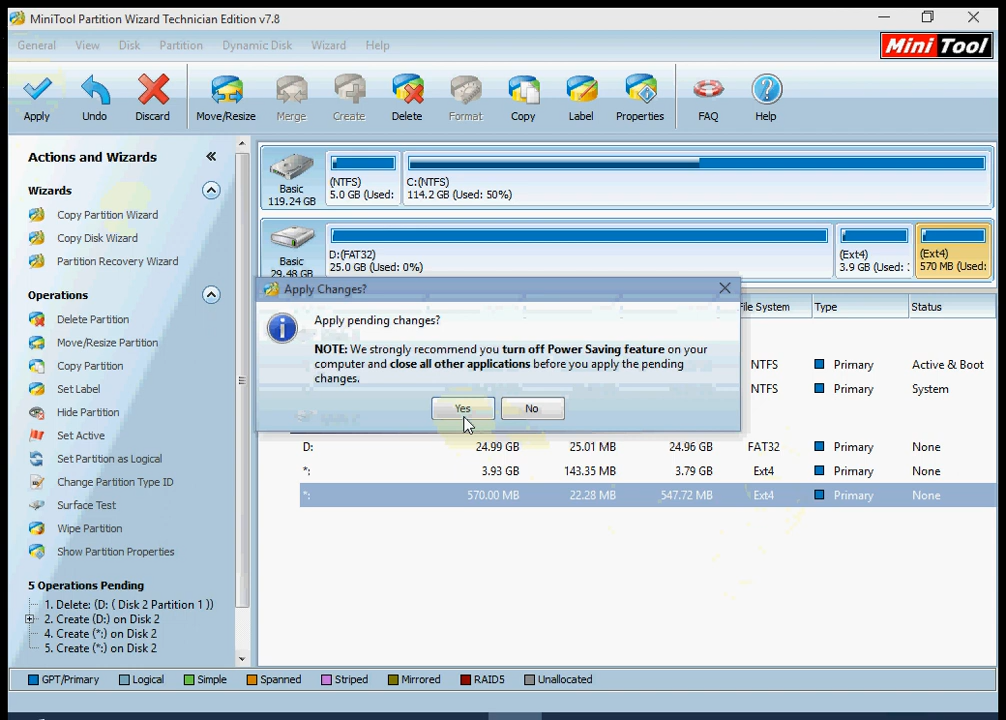 MiniTool Partition Wizard Technician Edition v7.8
General View Disk Partition Dynamic Disk Wizard Help
Mini Tool
Apply Undo Discard Move/Resize Merge Create Delete Format Copy Label Properties FAQ Help
Actions and Wizards
Wizards
Copy Partition Wizard
Copy Disk Wizard
Partition Recovery Wizard
Operations
Delete Partition
Move/Resize Partition
Copy Partition
Set Label
Hide Partition
Set Active
Set Partition as Logical
Change Partition Type ID
Surface Test
Wipe Partition
Show Partition Properties
5 Operations Pending
1. Delete: (D: ( Disk 2 Partition 1 ))
2. Create (D:) on Disk 2
4. Create (*:) on Disk 2
5. Create (*:) on Disk 2
Basic
119.24 GB
(NTFS)
5.0 GB (Used:
C:(NTFS)
114.2 GB (Used: 50%)
Basic
29.48 GB
D:(FAT32)
25.0 GB (Used: 0%)
(Ext4)
3.9 GB (Used:
(Ext4)
570 MB (Used:
Apply Changes?
Apply pending changes?
NOTE: We strongly recommend you turn off Power Saving feature on your
computer and close all other applications before you apply the pending
changes.
Yes No
File System Type Status
NTFS Primary Active & Boot
NTFS Primary System
D: 24.99 GB 25.01 MB 24.96 GB FAT32 Primary None
*: 3.93 GB 143.35 MB 3.79 GB Ext4 Primary None
*: 570.00 MB 22.28 MB 547.72 MB Ext4 Primary None
GPT/Primary Logical Simple Spanned Striped Mirrored RAID5 Unallocated